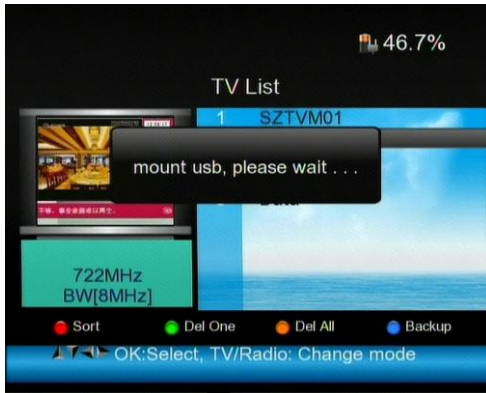 46.7%
TV List
1 SZTVM01
mount usb, please wait . . .
Data
722MHz
BW[8MHz]
Sort
Del One
Del All
Backup
OK:Select, TV/Radio: Change mode